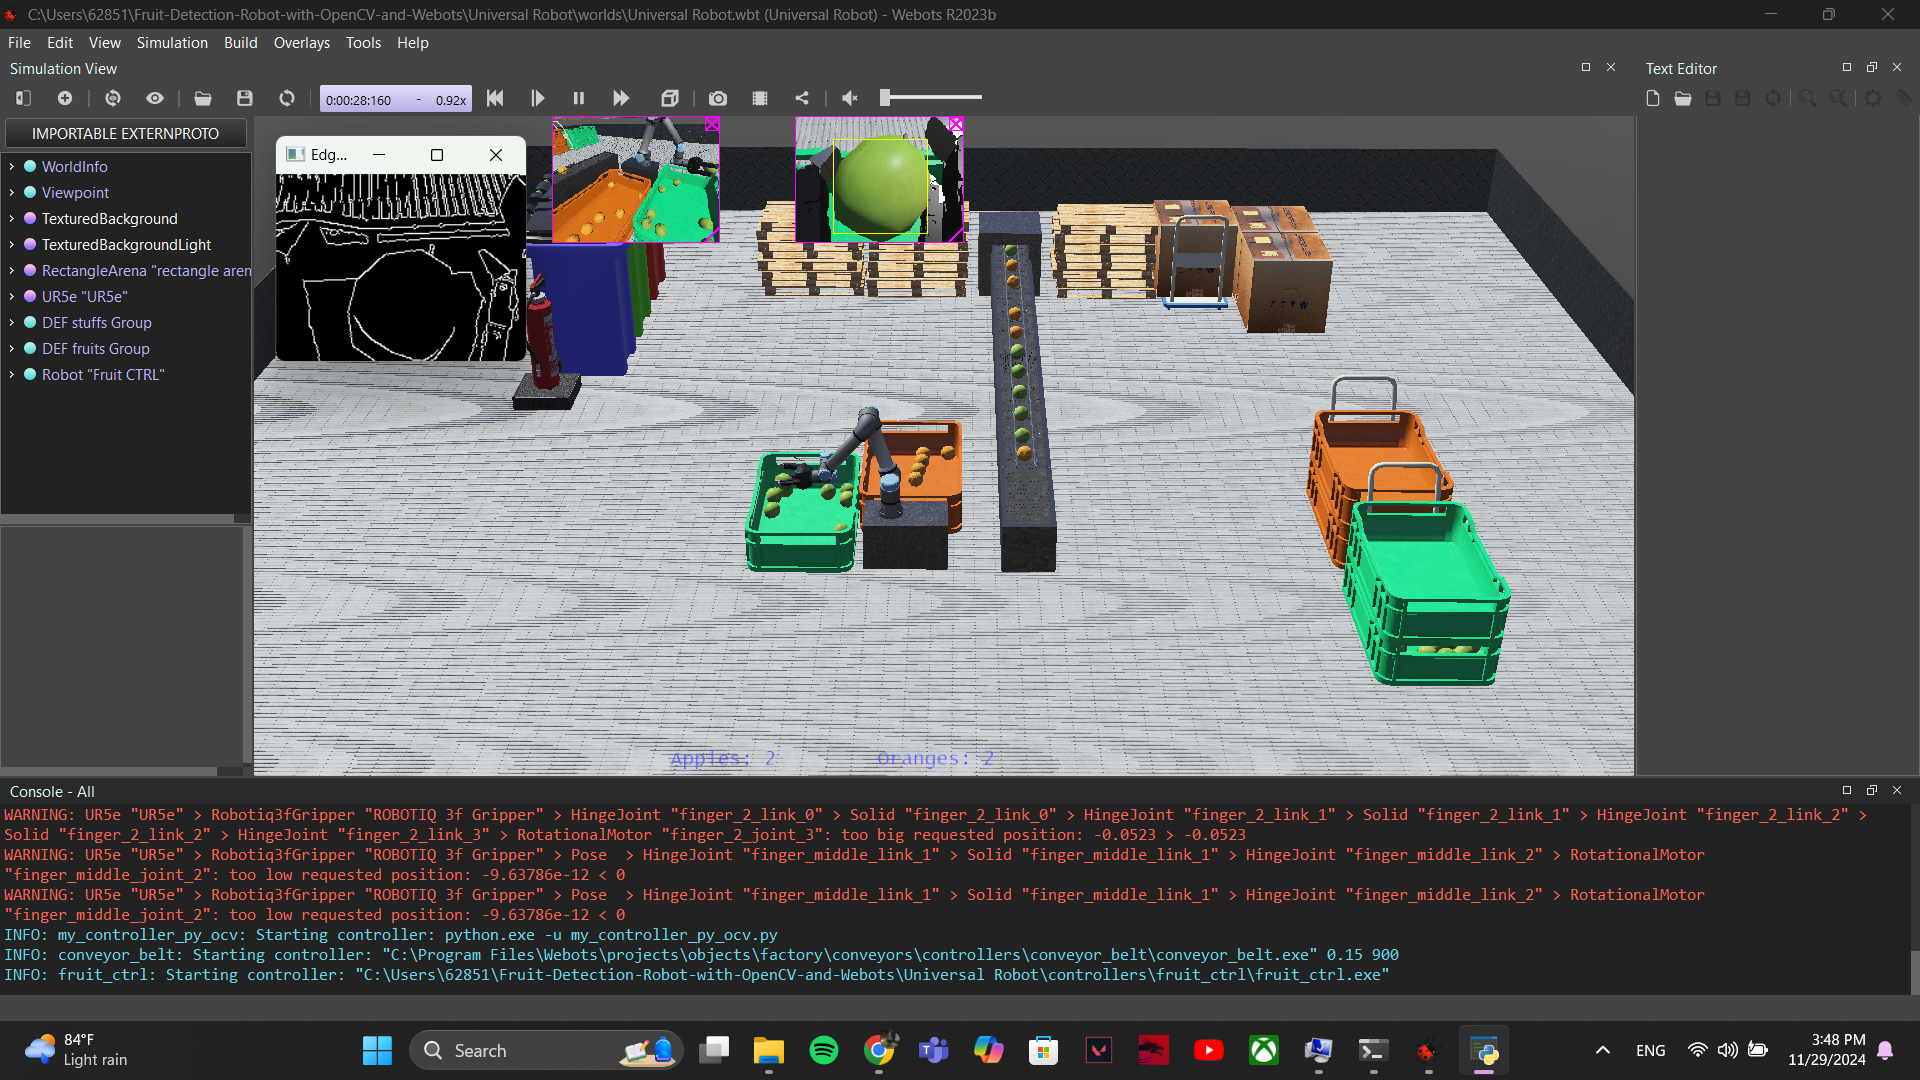 C:\Users\62851\Fruit-Detection-Robot-with-OpenCV-and-Webots\Universal Robot\worlds\Universal Robot.wbt (Universal Robot) - Webots R2023b
File Edit View Simulation Build Overlays Tools Help
Simulation View
Text Editor
0:00:28:160 - 0.92x
IMPORTABLE EXTERNPROTO
WorldInfo
Viewpoint
TexturedBackground
TexturedBackgroundLight
RectangleArena "rectangle aren
UR5e "UR5e"
DEF stuffs Group
DEF fruits Group
Robot "Fruit CTRL"
Edg...
Apples: 2 Oranges: 2
Console - All
WARNING: UR5e "UR5e" > Robotiq3fGripper "ROBOTIQ 3f Gripper" > HingeJoint "finger_2_link_0" > Solid "finger_2_link_0" > HingeJoint "finger_2_link_1" > Solid "finger_2_link_1" > HingeJoint "finger_2_link_2" >
Solid "finger_2_link_2" > HingeJoint "finger_2_link_3" > RotationalMotor "finger_2_joint_3": too big requested position: -0.0523 > -0.0523
WARNING: UR5e "UR5e" > Robotiq3fGripper "ROBOTIQ 3f Gripper" > Pose > HingeJoint "finger_middle_link_1" > Solid "finger_middle_link_1" > HingeJoint "finger_middle_link_2" > RotationalMotor
"finger_middle_joint_2": too low requested position: -9.63786e-12 < 0
WARNING: UR5e "UR5e" > Robotiq3fGripper "ROBOTIQ 3f Gripper" > Pose > HingeJoint "finger_middle_link_1" > Solid "finger_middle_link_1" > HingeJoint "finger_middle_link_2" > RotationalMotor
"finger_middle_joint_2": too low requested position: -9.63786e-12 < 0
INFO: my_controller_py_ocv: Starting controller: python.exe -u my_controller_py_ocv.py
INFO: conveyor_belt: Starting controller: "C:\Program Files\Webots\projects\objects\factory\conveyors\controllers\conveyor_belt\conveyor_belt.exe" 0.15 900
INFO: fruit_ctrl: Starting controller: "C:\Users\62851\Fruit-Detection-Robot-with-OpenCV-and-Webots\Universal Robot\controllers\fruit_ctrl\fruit_ctrl.exe"
84°F
Light rain
Search
ENG
3:48 PM
11/29/2024